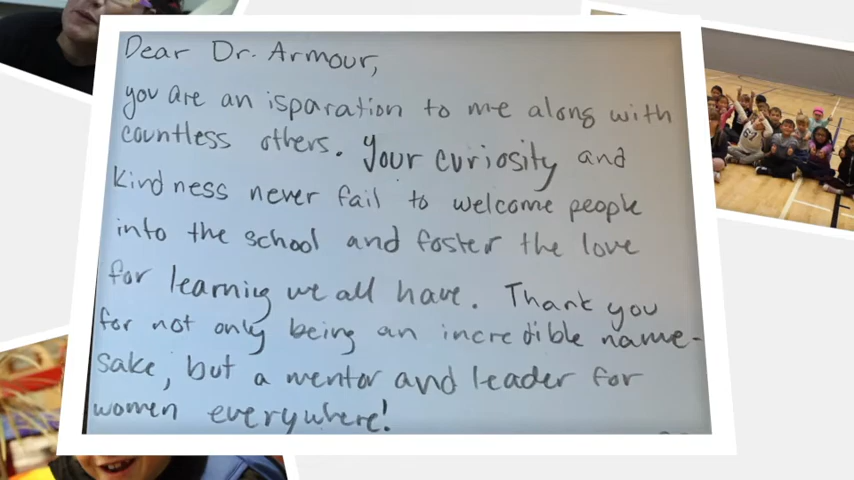 Dear Dr. Armour,
you are an isparation to me along with
countless others. Your curiosity and
kindness never fail to welcome people
into the school and foster the love
for learning we all have. Thank you
for not only being an incredible name-
sake, but a mentor and leader for
women everywhere!